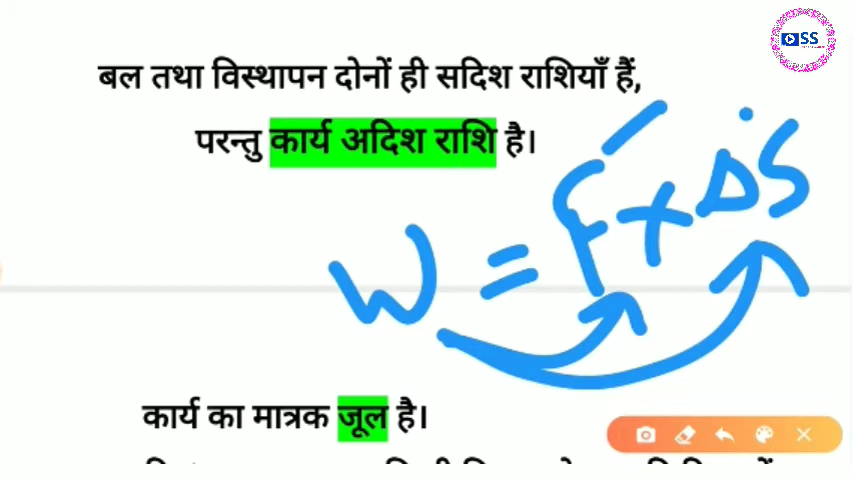 SS
बल तथा विस्थापन दोनों ही सदिश राशियाँ हैं,
परन्तु कार्य अदिश राशि है।
W = F × ΔS
कार्य का मात्रक जूल है।